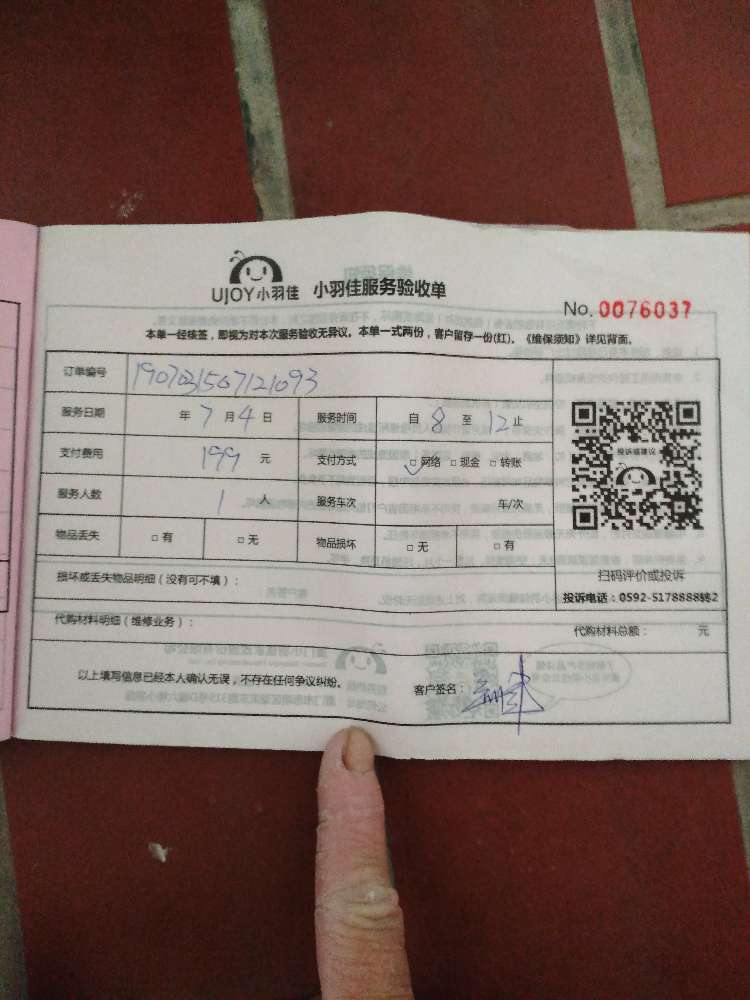 UJOY小羽佳 小羽佳服务验收单
No. 0076037
本单一经核签，即视为对本次服务验收无异议。本单一式两份，客户留存一份(红)。《维保须知》详见背面。
订单编号 1907031507121093
服务日期 年 7 月 4 日 服务时间 自 8 至 12 止
支付费用 199 元 支付方式 □网络 □现金 □转账
服务人数 1 人 服务车次 车/次
物品丢失 □有 □无 物品损坏 □无 □有
投诉或建议
扫码评价或投诉
损坏或丢失物品明细（没有可不填）：
投诉电话：0592-5178888转2
代购材料明细（维修业务）： 代购材料总额： 元
以上填写信息已经本人确认无误，不存在任何争议纠纷。 客户签名：